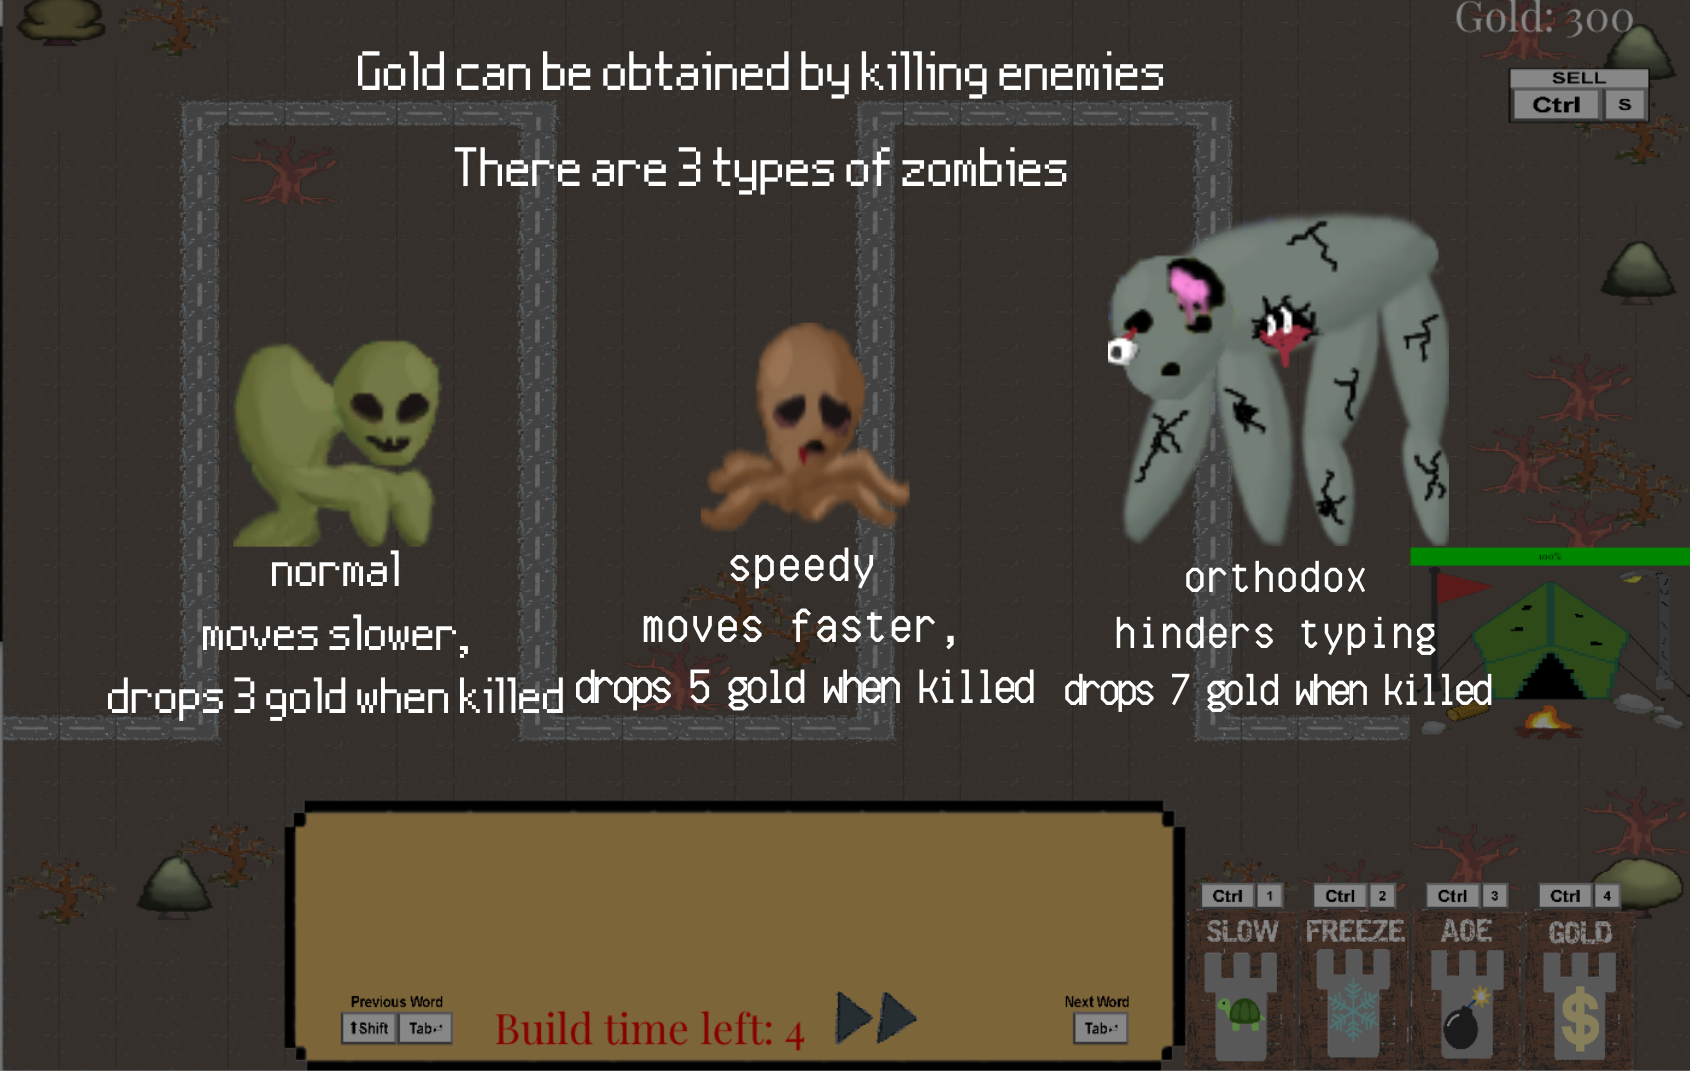 Gold: 300
Gold can be obtained by killing enemies
SELL
Ctrl S
There are 3 types of zombies
100%
normal
moves slower,
drops 3 gold when killed
speedy
moves faster,
drops 5 gold when killed
orthodox
hinders typing
drops 7 gold when killed
Previous Word
⬆Shift Tab
Build time left: 4
Next Word
Tab
Ctrl 1
Ctrl 2
Ctrl 3
Ctrl 4
SLOW
FREEZE
AOE
GOLD
$